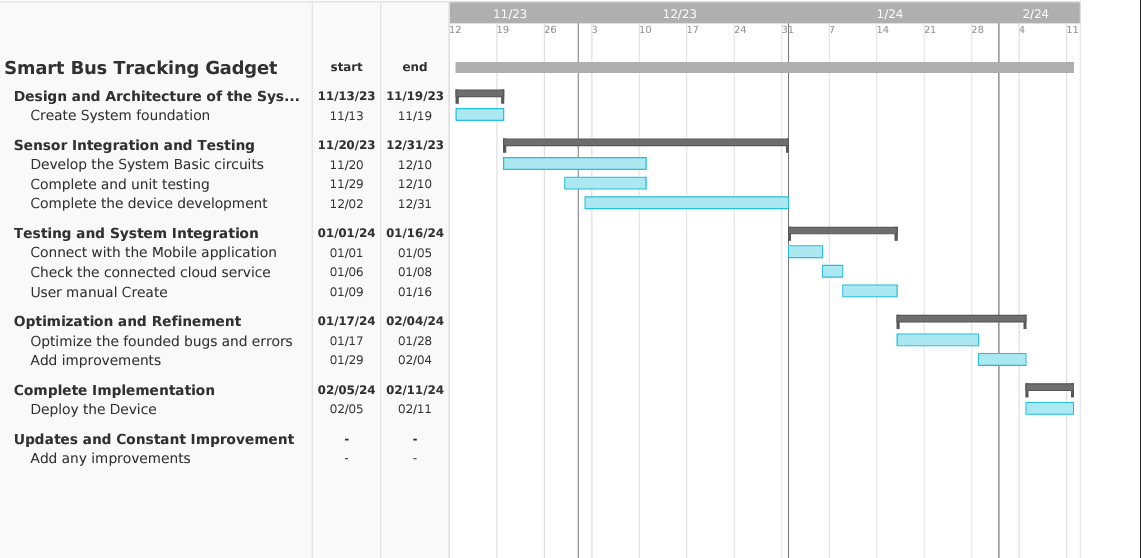 11/23 12/23 1/24 2/24
12 19 26 3 10 17 24 31 7 14 21 28 4 11
Smart Bus Tracking Gadget start end
Design and Architecture of the Sys... 11/13/23 11/19/23
Create System foundation 11/13 11/19
Sensor Integration and Testing 11/20/23 12/31/23
Develop the System Basic circuits 11/20 12/10
Complete and unit testing 11/29 12/10
Complete the device development 12/02 12/31
Testing and System Integration 01/01/24 01/16/24
Connect with the Mobile application 01/01 01/05
Check the connected cloud service 01/06 01/08
User manual Create 01/09 01/16
Optimization and Refinement 01/17/24 02/04/24
Optimize the founded bugs and errors 01/17 01/28
Add improvements 01/29 02/04
Complete Implementation 02/05/24 02/11/24
Deploy the Device 02/05 02/11
Updates and Constant Improvement - -
Add any improvements - -